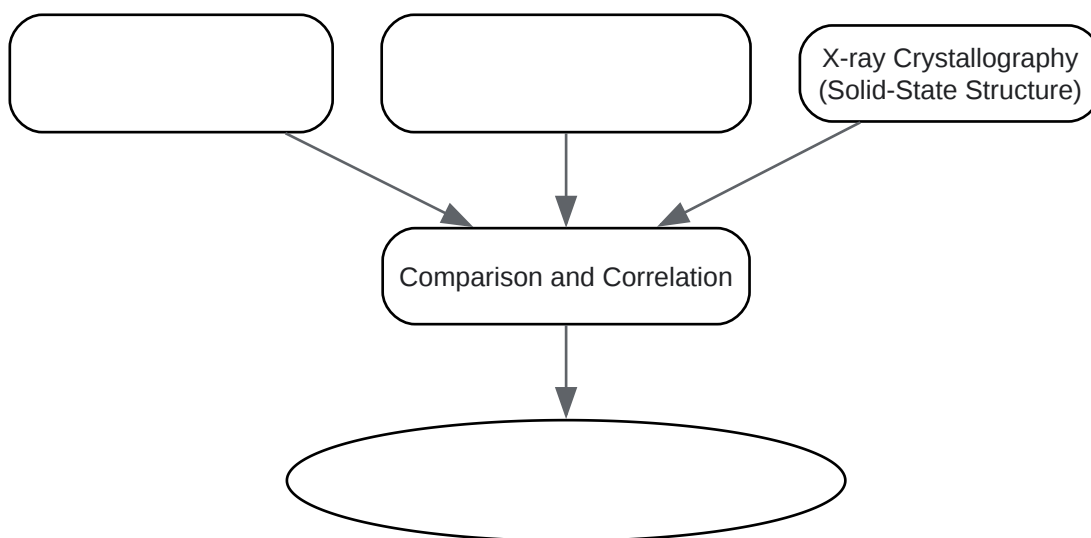 X-ray Crystallography
(Solid-State Structure)
Comparison and Correlation